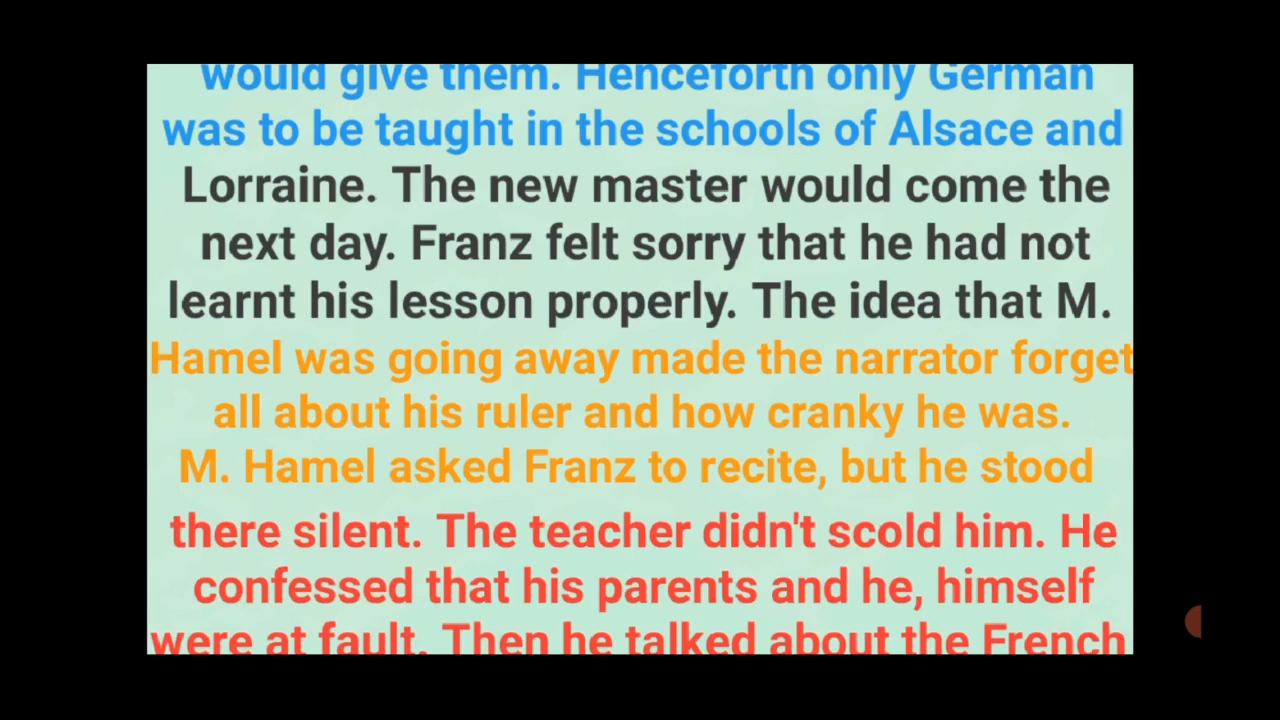 would give them. Henceforth only German
was to be taught in the schools of Alsace and
Lorraine. The new master would come the
next day. Franz felt sorry that he had not
learnt his lesson properly. The idea that M.
Hamel was going away made the narrator forget
all about his ruler and how cranky he was.
M. Hamel asked Franz to recite, but he stood
there silent. The teacher didn't scold him. He
confessed that his parents and he, himself
were at fault. Then he talked about the French